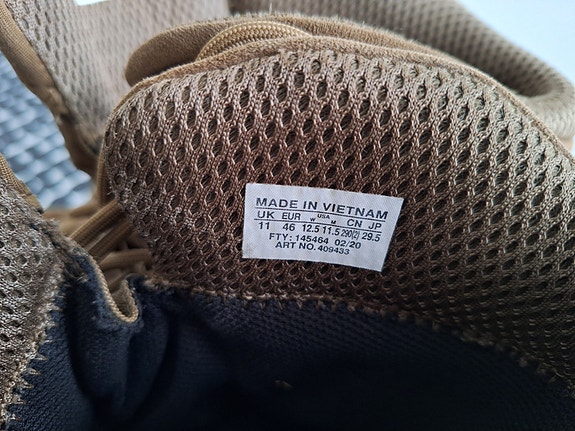 MADE IN VIETNAM
UK EUR W USA M CN JP
11 46 12.5 11.5 290(2) 29.5
FTY: 145464 02/20
ART NO. 409433